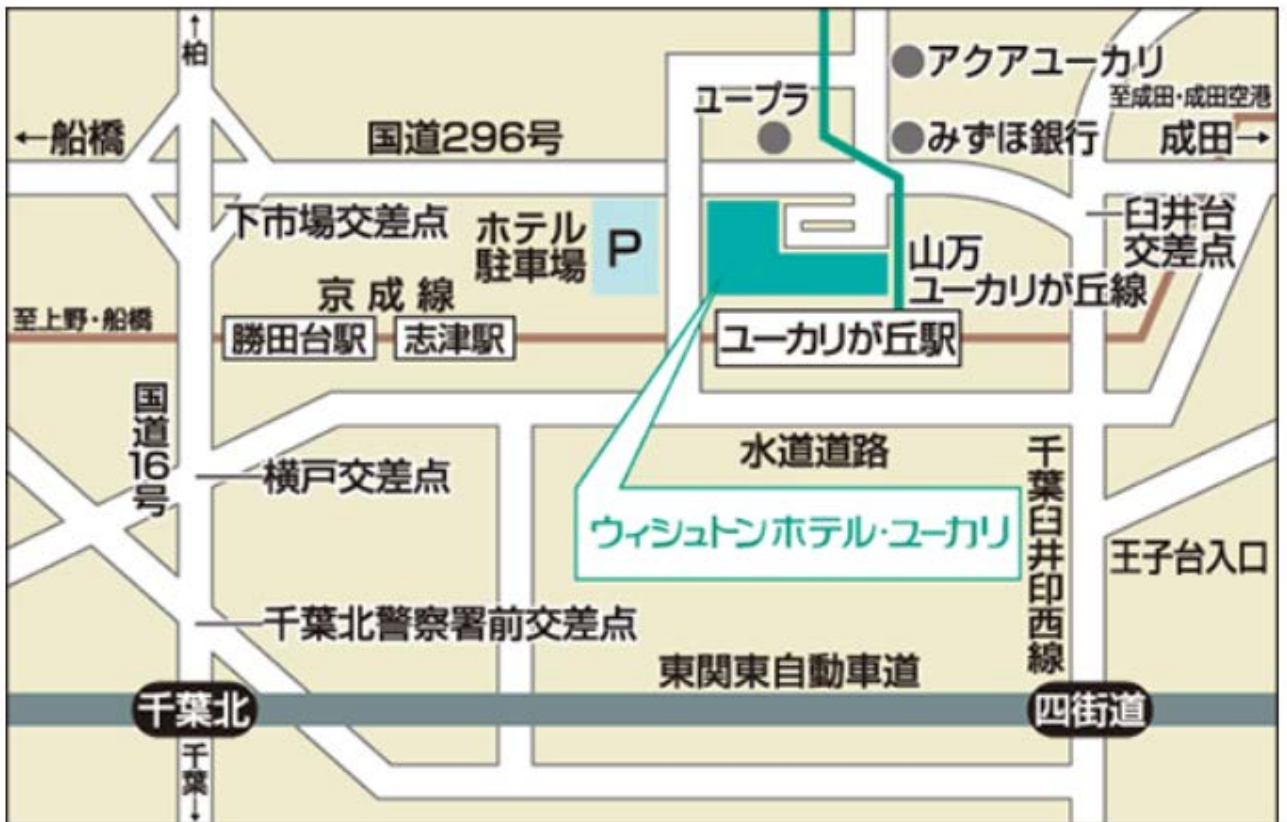 ↑柏
アクアユーカリ
ユープラ
至成田・成田空港
←船橋
国道296号
みずほ銀行
成田→
下市場交差点
ホテル
駐車場
P
臼井台
交差点
山万
ユーカリが丘線
京成線
至上野・船橋
勝田台駅
志津駅
ユーカリが丘駅
国道16号
水道道路
横戸交差点
千葉臼井印西線
ウィシュトンホテル・ユーカリ
王子台入口
千葉北警察署前交差点
東関東自動車道
千葉北
四街道
千葉↓